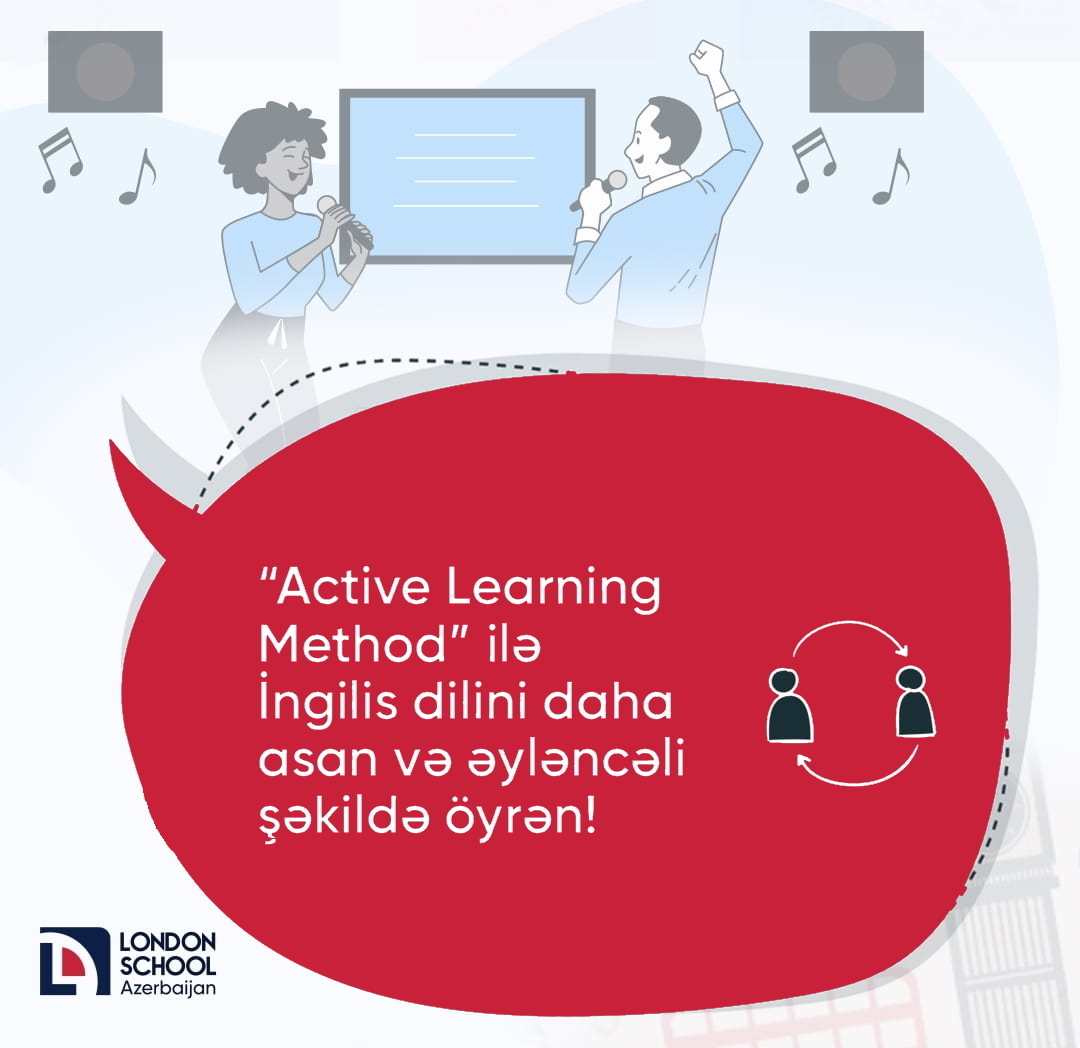 “Active Learning
Method” ilə
İngilis dilini daha
asan və əyləncəli
şəkildə öyrən!
LONDON
SCHOOL
Azerbaijan